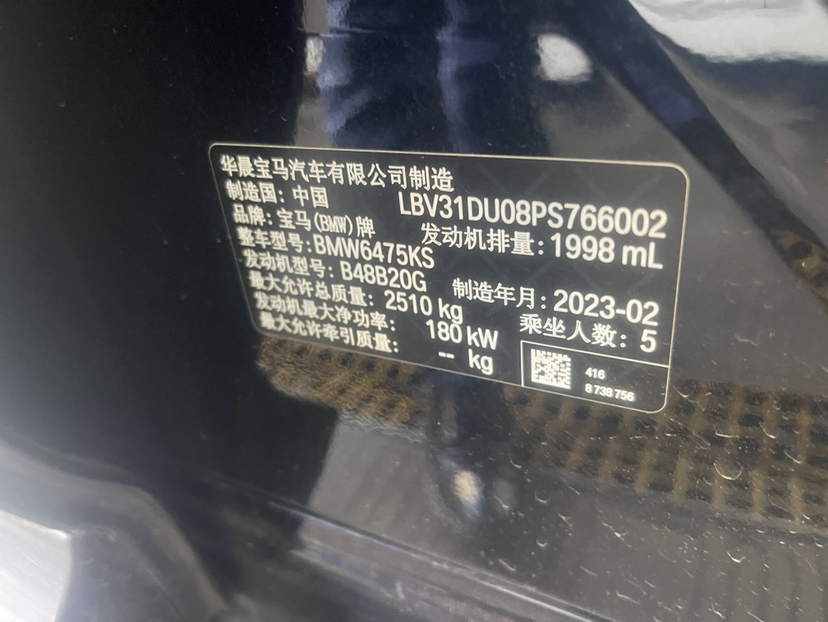 华晨宝马汽车有限公司制造
制造国：中国 LBV31DU08PS766002
品牌：宝马(BMW)牌 发动机排量：1998 mL
整车型号：BMW6475KS
发动机型号：B48B20G 制造年月：2023-02
最大允许总质量：2510 kg 乘坐人数：5
发动机最大净功率：180 kW
最大允许牵引质量：-- kg
416
8 738 756